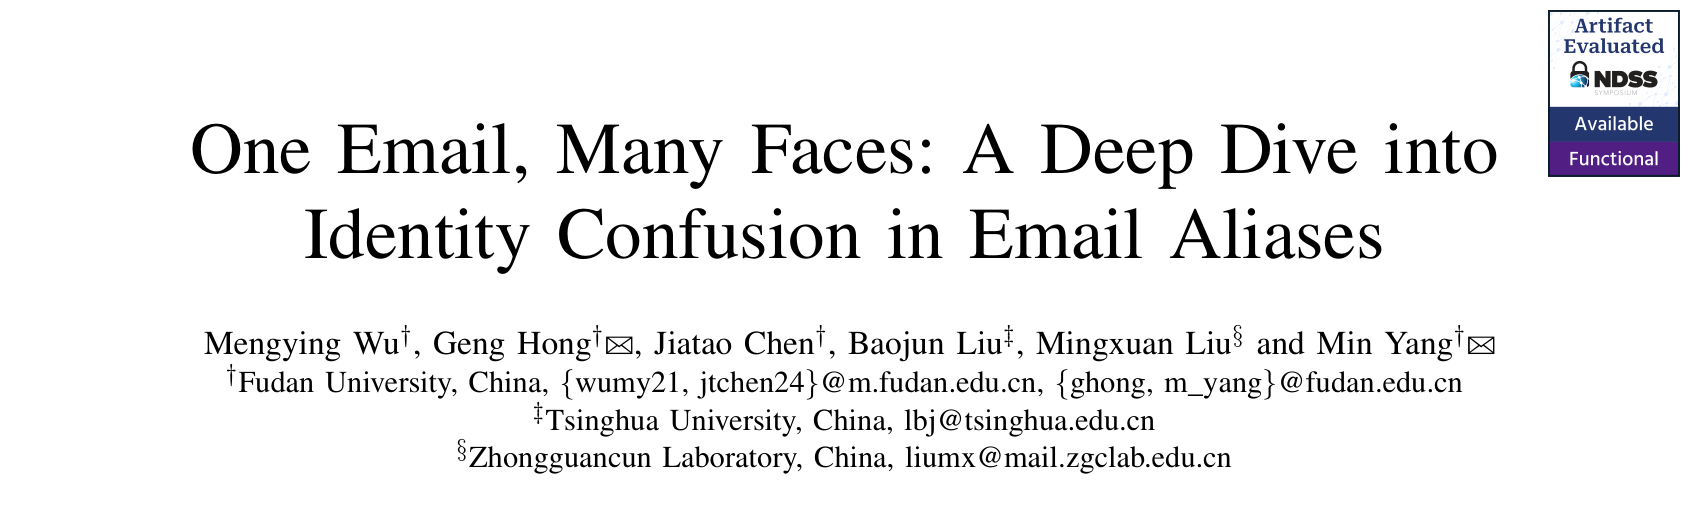 Artifact
Evaluated
NDSS
SYMPOSIUM
Available
Functional
One Email, Many Faces: A Deep Dive into
Identity Confusion in Email Aliases
Mengying Wu†, Geng Hong†✉, Jiatao Chen†, Baojun Liu‡, Mingxuan Liu§ and Min Yang†✉
†Fudan University, China, {wumy21, jtchen24}@m.fudan.edu.cn, {ghong, m_yang}@fudan.edu.cn
‡Tsinghua University, China, lbj@tsinghua.edu.cn
§Zhongguancun Laboratory, China, liumx@mail.zgclab.edu.cn